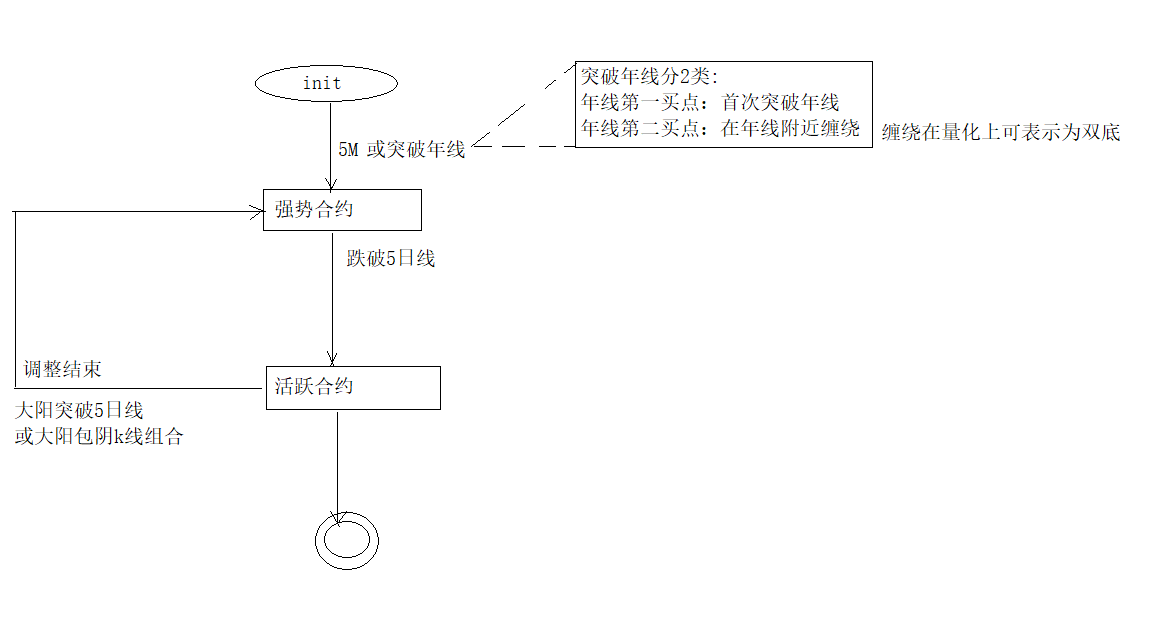 init
突破年线分2类:
年线第一买点：首次突破年线
年线第二买点：在年线附近缠绕
缠绕在量化上可表示为双底
5M 或突破年线
强势合约
跌破5日线
调整结束
活跃合约
大阳突破5日线
或大阳包阴k线组合